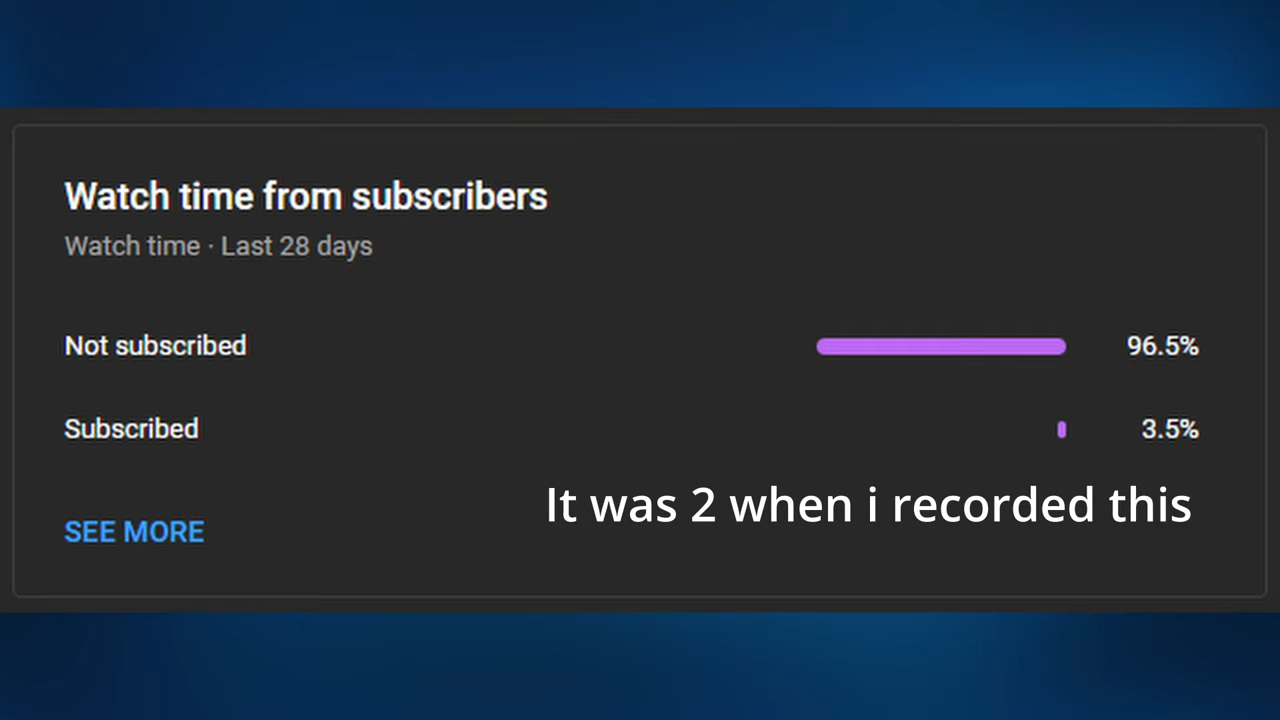 Watch time from subscribers
Watch time · Last 28 days
Not subscribed 96.5%
Subscribed 3.5%
It was 2 when i recorded this
SEE MORE